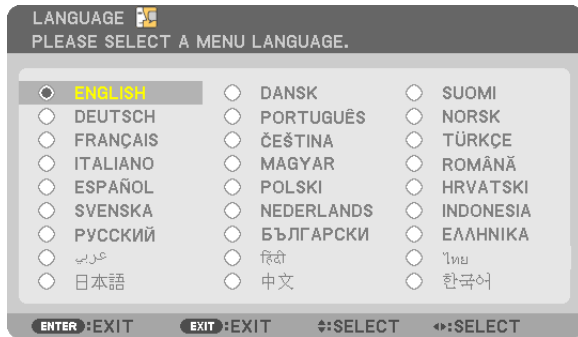 LANGUAGE
PLEASE SELECT A MENU LANGUAGE.
ENGLISH DANSK SUOMI
DEUTSCH PORTUGUÊS NORSK
FRANÇAIS ČEŠTINA TÜRKÇE
ITALIANO MAGYAR ROMÂNĂ
ESPAÑOL POLSKI HRVATSKI
SVENSKA NEDERLANDS INDONESIA
РУССКИЙ БЪЛГАРСКИ ΕΛΛΗΝΙΚΑ
عربي हिंदी ไทย
日本語 中文 한국어
ENTER :EXIT EXIT :EXIT :SELECT :SELECT